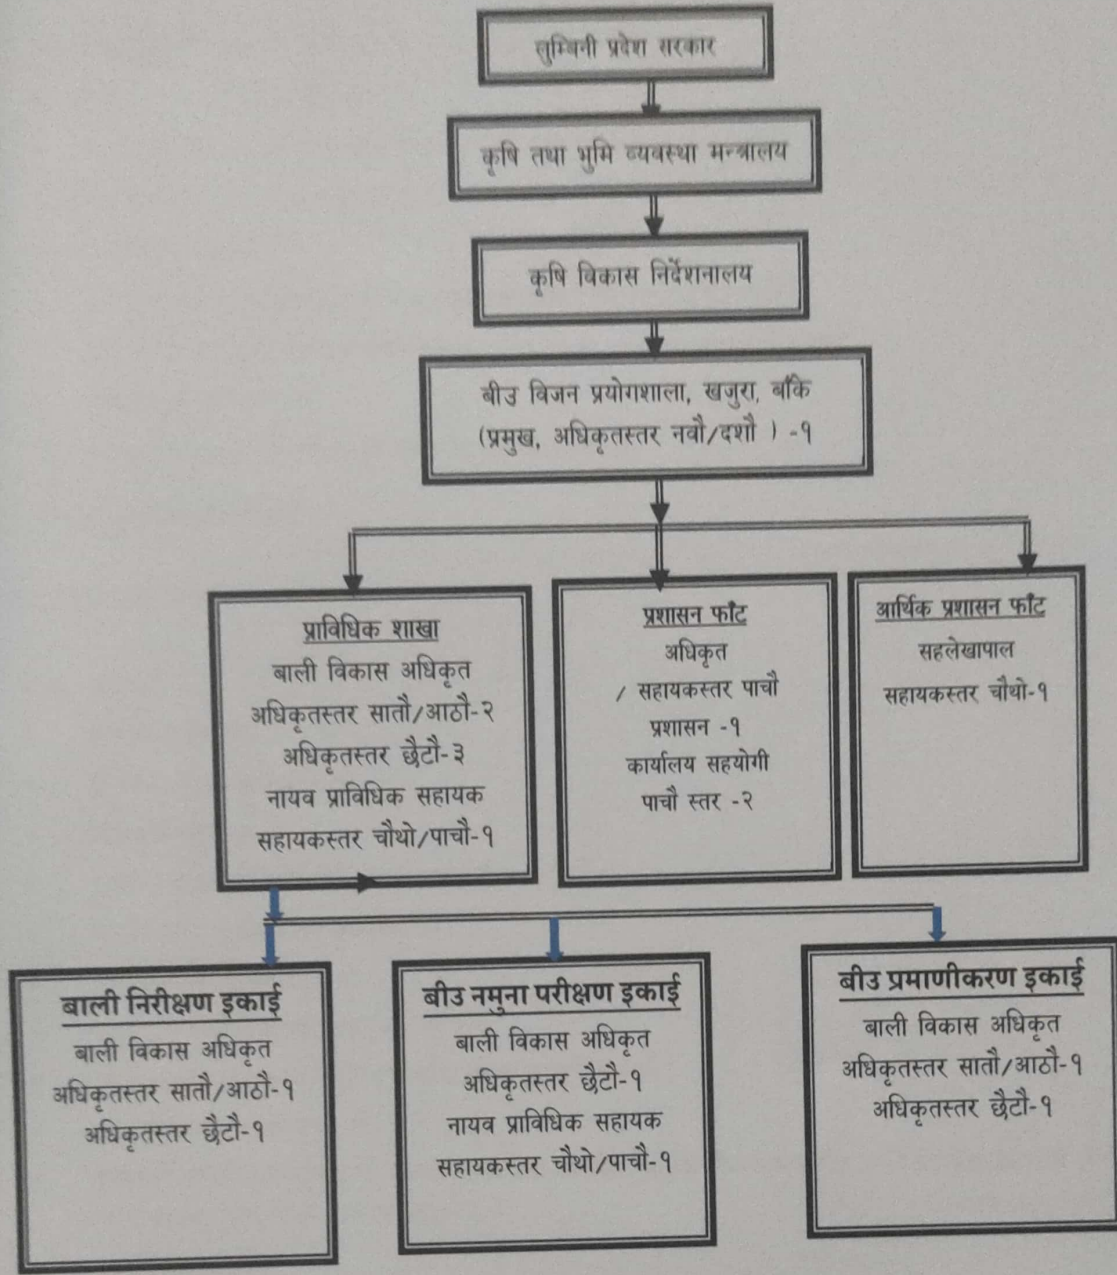 लुम्बिनी प्रदेश सरकार
कृषि तथा भुमि व्यवस्था मन्त्रालय
कृषि विकास निर्देशनालय
बीउ विजन प्रयोगशाला, खजुरा, बाँके
(प्रमुख, अधिकृतस्तर नवौ/दशौ ) -१
प्राविधिक शाखा
बाली विकास अधिकृत
अधिकृतस्तर सातौ/आठौ-२
अधिकृतस्तर छैटौ-३
नायव प्राविधिक सहायक
सहायकस्तर चौथो/पाचौ-१
प्रशासन फाँट
अधिकृत
/ सहायकस्तर पाचौ
प्रशासन -१
कार्यालय सहयोगी
पाचौ स्तर -२
आर्थिक प्रशासन फाँट
सहलेखापाल
सहायकस्तर चौथो-१
बाली निरीक्षण इकाई
बाली विकास अधिकृत
अधिकृतस्तर सातौ/आठौ-१
अधिकृतस्तर छैटौ-१
बीउ नमुना परीक्षण इकाई
बाली विकास अधिकृत
अधिकृतस्तर छैटौ-१
नायव प्राविधिक सहायक
सहायकस्तर चौथो/पाचौ-१
बीउ प्रमाणीकरण इकाई
बाली विकास अधिकृत
अधिकृतस्तर सातौ/आठौ-१
अधिकृतस्तर छैटौ-१